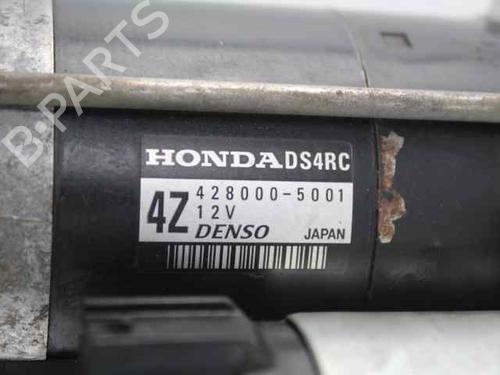 B-PARTS
HONDA DS4RC
4Z 428000-5001
12V
DENSO JAPAN